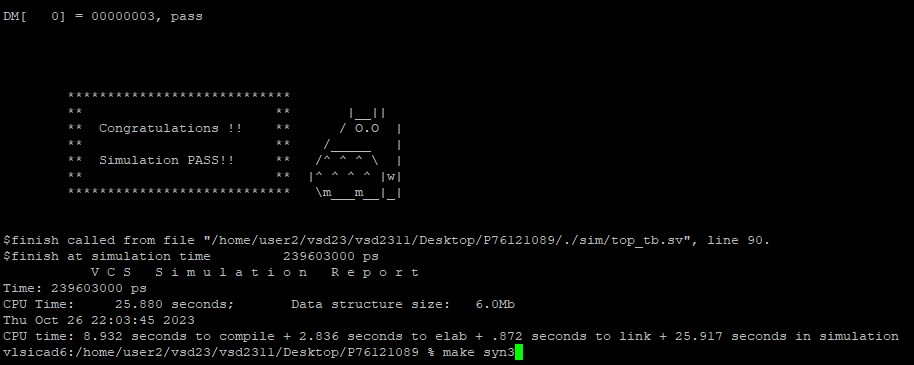 DM[   0] = 00000003, pass
        ****************************
        **                        **         |__||
        **  Congratulations !!    **        / O.O  |
        **                        **      /_____   |
        **  Simulation PASS!!     **     /^ ^ ^ \  |
        **                        **    |^ ^ ^ ^ |w|
        ****************************     \m___m__|_|
$finish called from file "/home/user2/vsd23/vsd2311/Desktop/P76121089/./sim/top_tb.sv", line 90.
$finish at simulation time         239603000 ps
           V C S   S i m u l a t i o n   R e p o r t
Time: 239603000 ps
CPU Time:     25.880 seconds;       Data structure size:   6.0Mb
Thu Oct 26 22:03:45 2023
CPU time: 8.932 seconds to compile + 2.836 seconds to elab + .872 seconds to link + 25.917 seconds in simulation
vlsicad6:/home/user2/vsd23/vsd2311/Desktop/P76121089 % make syn3